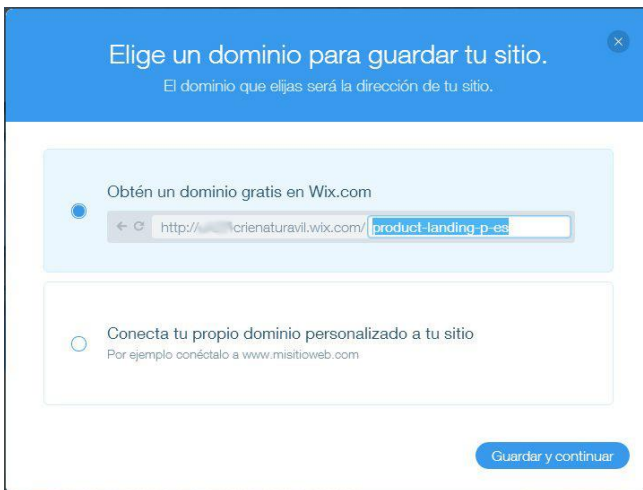 Elige un dominio para guardar tu sitio.
El dominio que elijas será la dirección de tu sitio.
Obtén un dominio gratis en Wix.com
http:// crienaturavil.wix.com/ product-landing-p-es
Conecta tu propio dominio personalizado a tu sitio
Por ejemplo conéctalo a www.misitioweb.com
Guardar y continuar